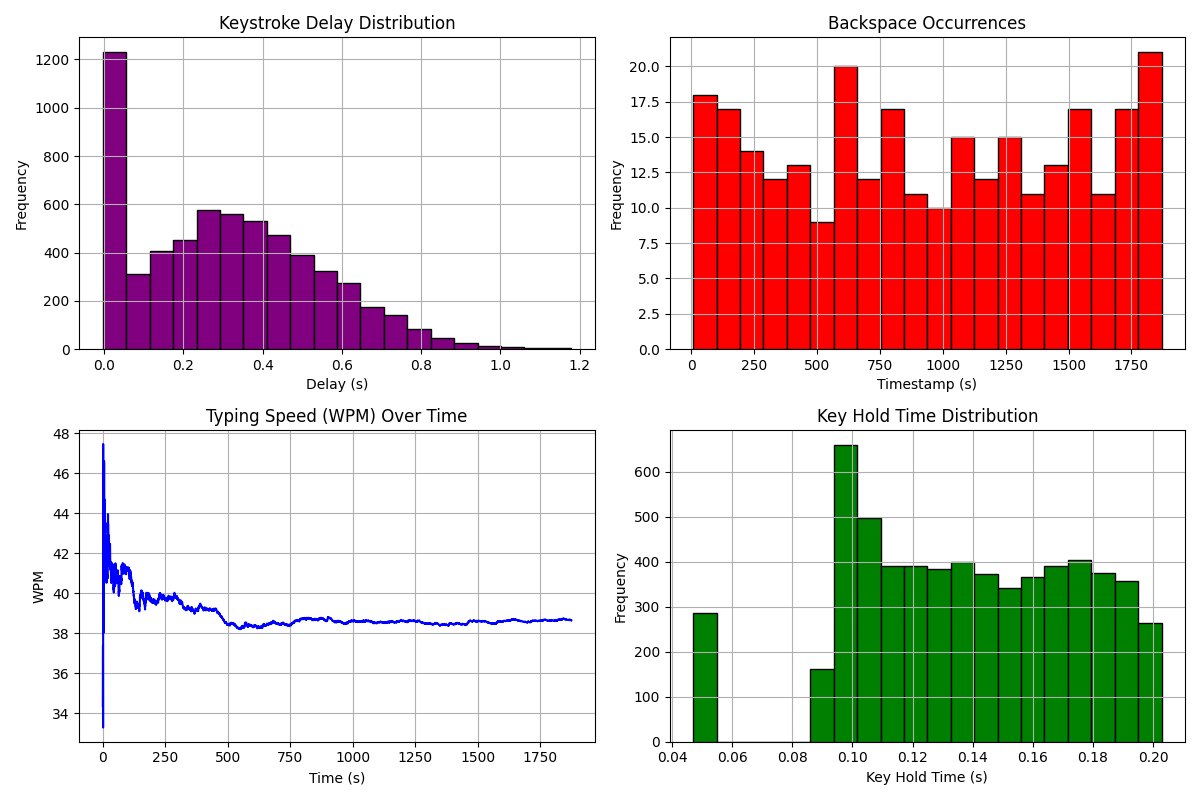 Keystroke Delay Distribution
Frequency
1200
1000
800
600
400
200
0
0.0 0.2 0.4 0.6 0.8 1.0 1.2
Delay (s)
Backspace Occurrences
Frequency
20.0
17.5
15.0
12.5
10.0
7.5
5.0
2.5
0.0
0 250 500 750 1000 1250 1500 1750
Timestamp (s)
Typing Speed (WPM) Over Time
WPM
48
46
44
42
40
38
36
34
0 250 500 750 1000 1250 1500 1750
Time (s)
Key Hold Time Distribution
Frequency
600
500
400
300
200
100
0
0.04 0.06 0.08 0.10 0.12 0.14 0.16 0.18 0.20
Key Hold Time (s)